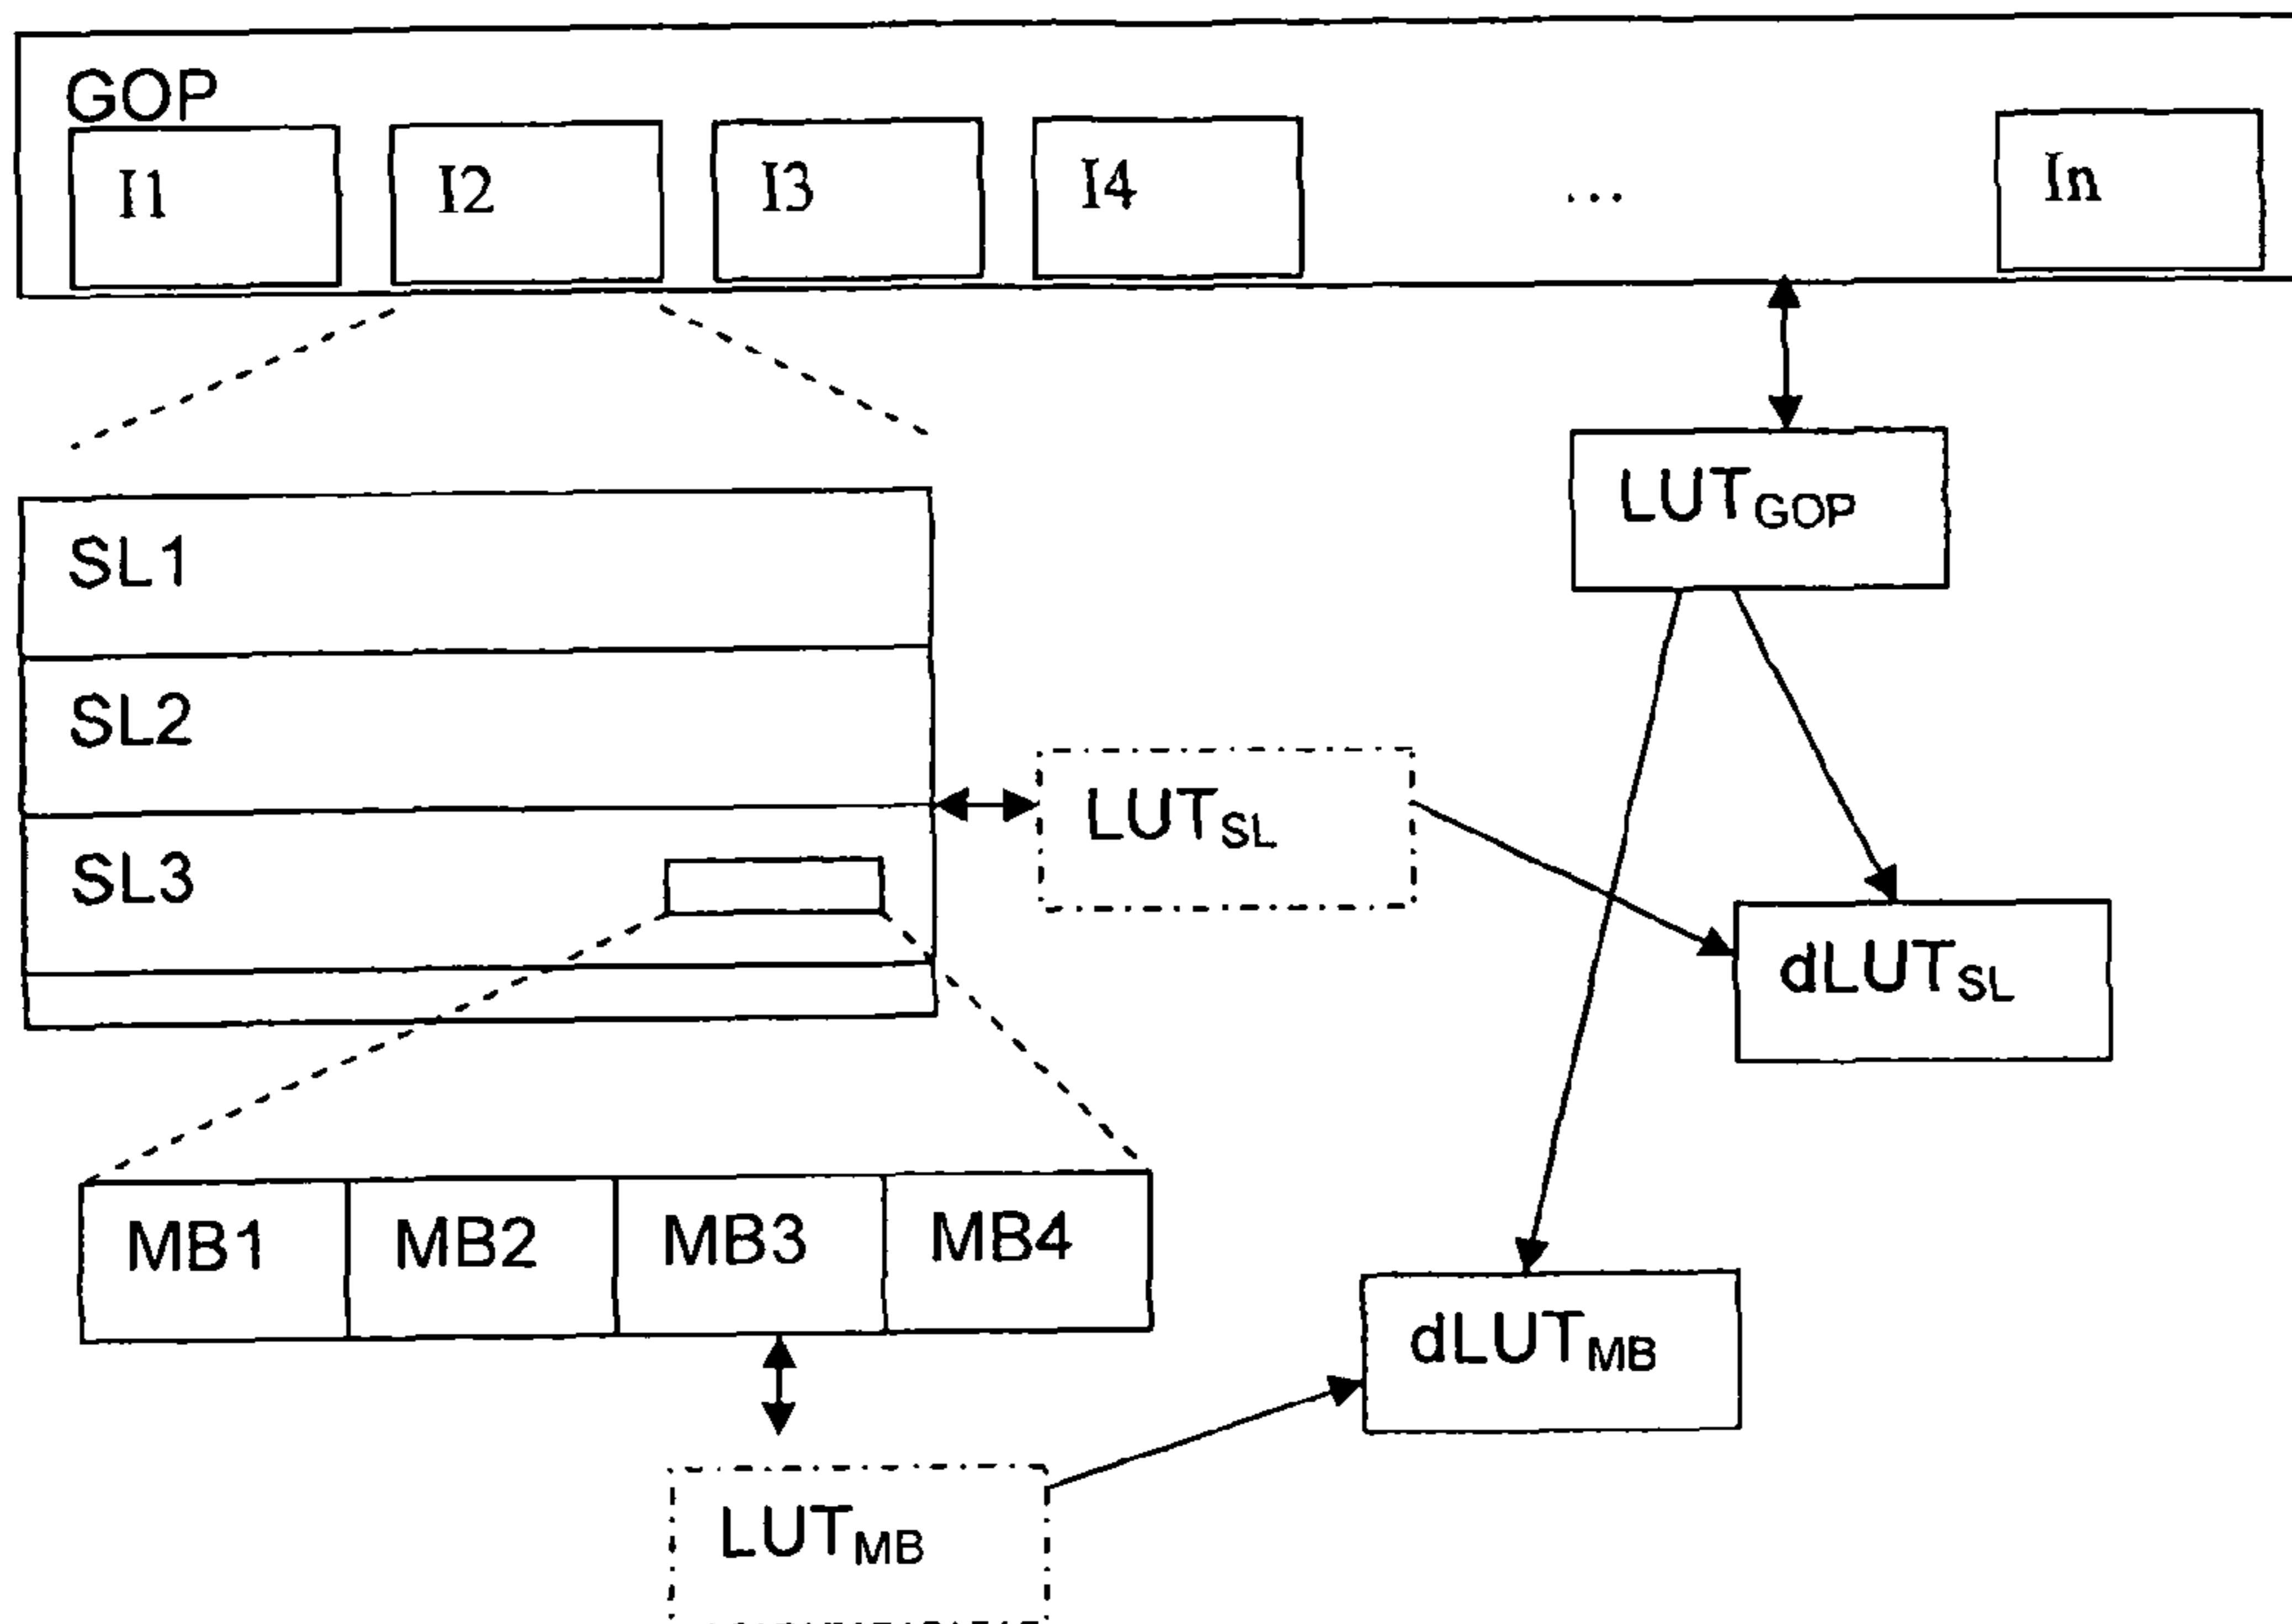 GOP
I1 I2 I3 I4 ... In
LUTGOP
SL1
SL2
LUTSL
SL3
dLUTSL
MB1 MB2 MB3 MB4
dLUTMB
LUTMB